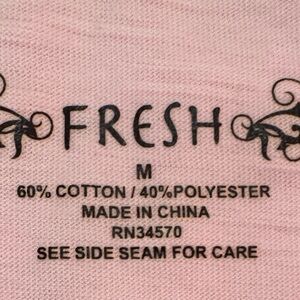 FRESH
M
60% COTTON / 40%POLYESTER
MADE IN CHINA
RN34570
SEE SIDE SEAM FOR CARE